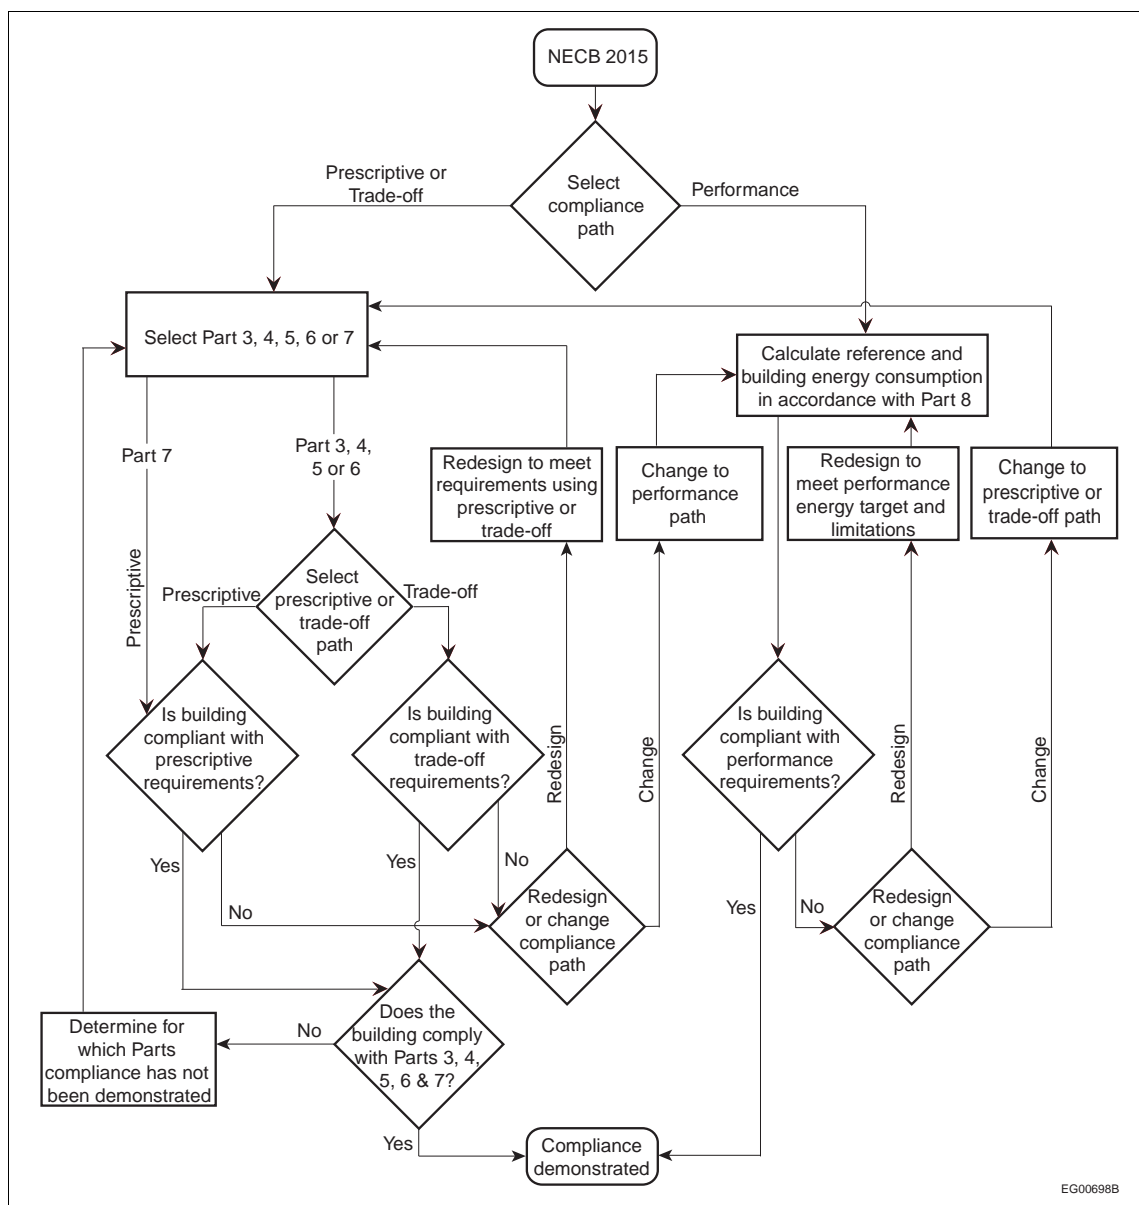 NECB 2015
Select
compliance
path
Prescriptive or
Trade-off
Performance
Select Part 3, 4, 5, 6 or 7
Calculate reference and
building energy consumption
in accordance with Part 8
Part 7
Part 3, 4,
5 or 6
Redesign to meet
requirements using
prescriptive or
trade-off
Change to
performance
path
Redesign to
meet performance
energy target and
limitations
Change to
prescriptive or
trade-off path
Prescriptive
Prescriptive
Select
prescriptive or
trade-off
path
Trade-off
Is building
compliant with
prescriptive
requirements?
Is building
compliant with
trade-off
requirements?
Redesign
Change
Is building
compliant with
performance
requirements?
Redesign
Change
Yes
No
Yes
No
Redesign
or change
compliance
path
Yes
No
Redesign
or change
compliance
path
Determine for
which Parts
compliance has not
been demonstrated
No
Does the
building comply
with Parts 3, 4,
5, 6 & 7?
Yes
Compliance
demonstrated
EG00698B